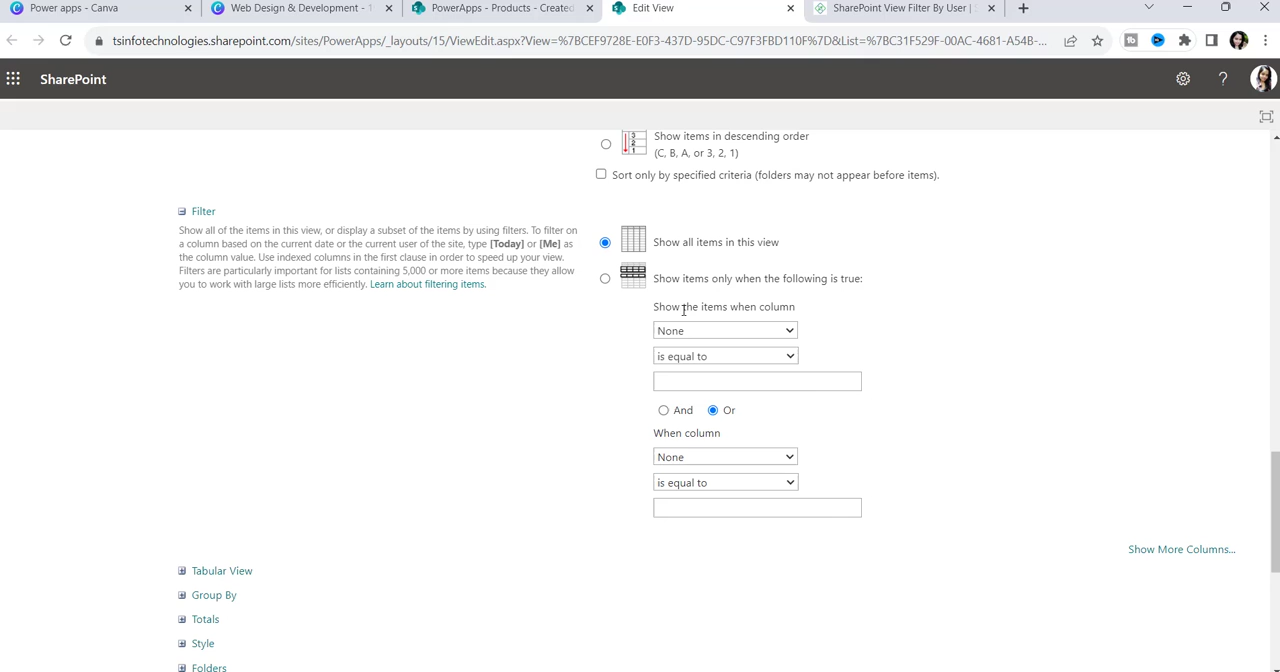 Power apps - Canva
Web Design & Development - 1
PowerApps - Products - Created
Edit View
SharePoint View Filter By User | S
tsinfotechnologies.sharepoint.com/sites/PowerApps/_layouts/15/ViewEdit.aspx?View=%7BCEF9728E-E0F3-437D-95DC-C97F3FBD110F%7D&List=%7BC31F529F-00AC-4681-A54B-...
SharePoint
Show items in descending order
(C, B, A, or 3, 2, 1)
Sort only by specified criteria (folders may not appear before items).
Filter
Show all of the items in this view, or display a subset of the items by using filters. To filter on
a column based on the current date or the current user of the site, type [Today] or [Me] as
the column value. Use indexed columns in the first clause in order to speed up your view.
Filters are particularly important for lists containing 5,000 or more items because they allow
you to work with large lists more efficiently. Learn about filtering items.
Show all items in this view
Show items only when the following is true:
Show the items when column
None
is equal to
And
Or
When column
None
is equal to
Show More Columns...
Tabular View
Group By
Totals
Style
Folders